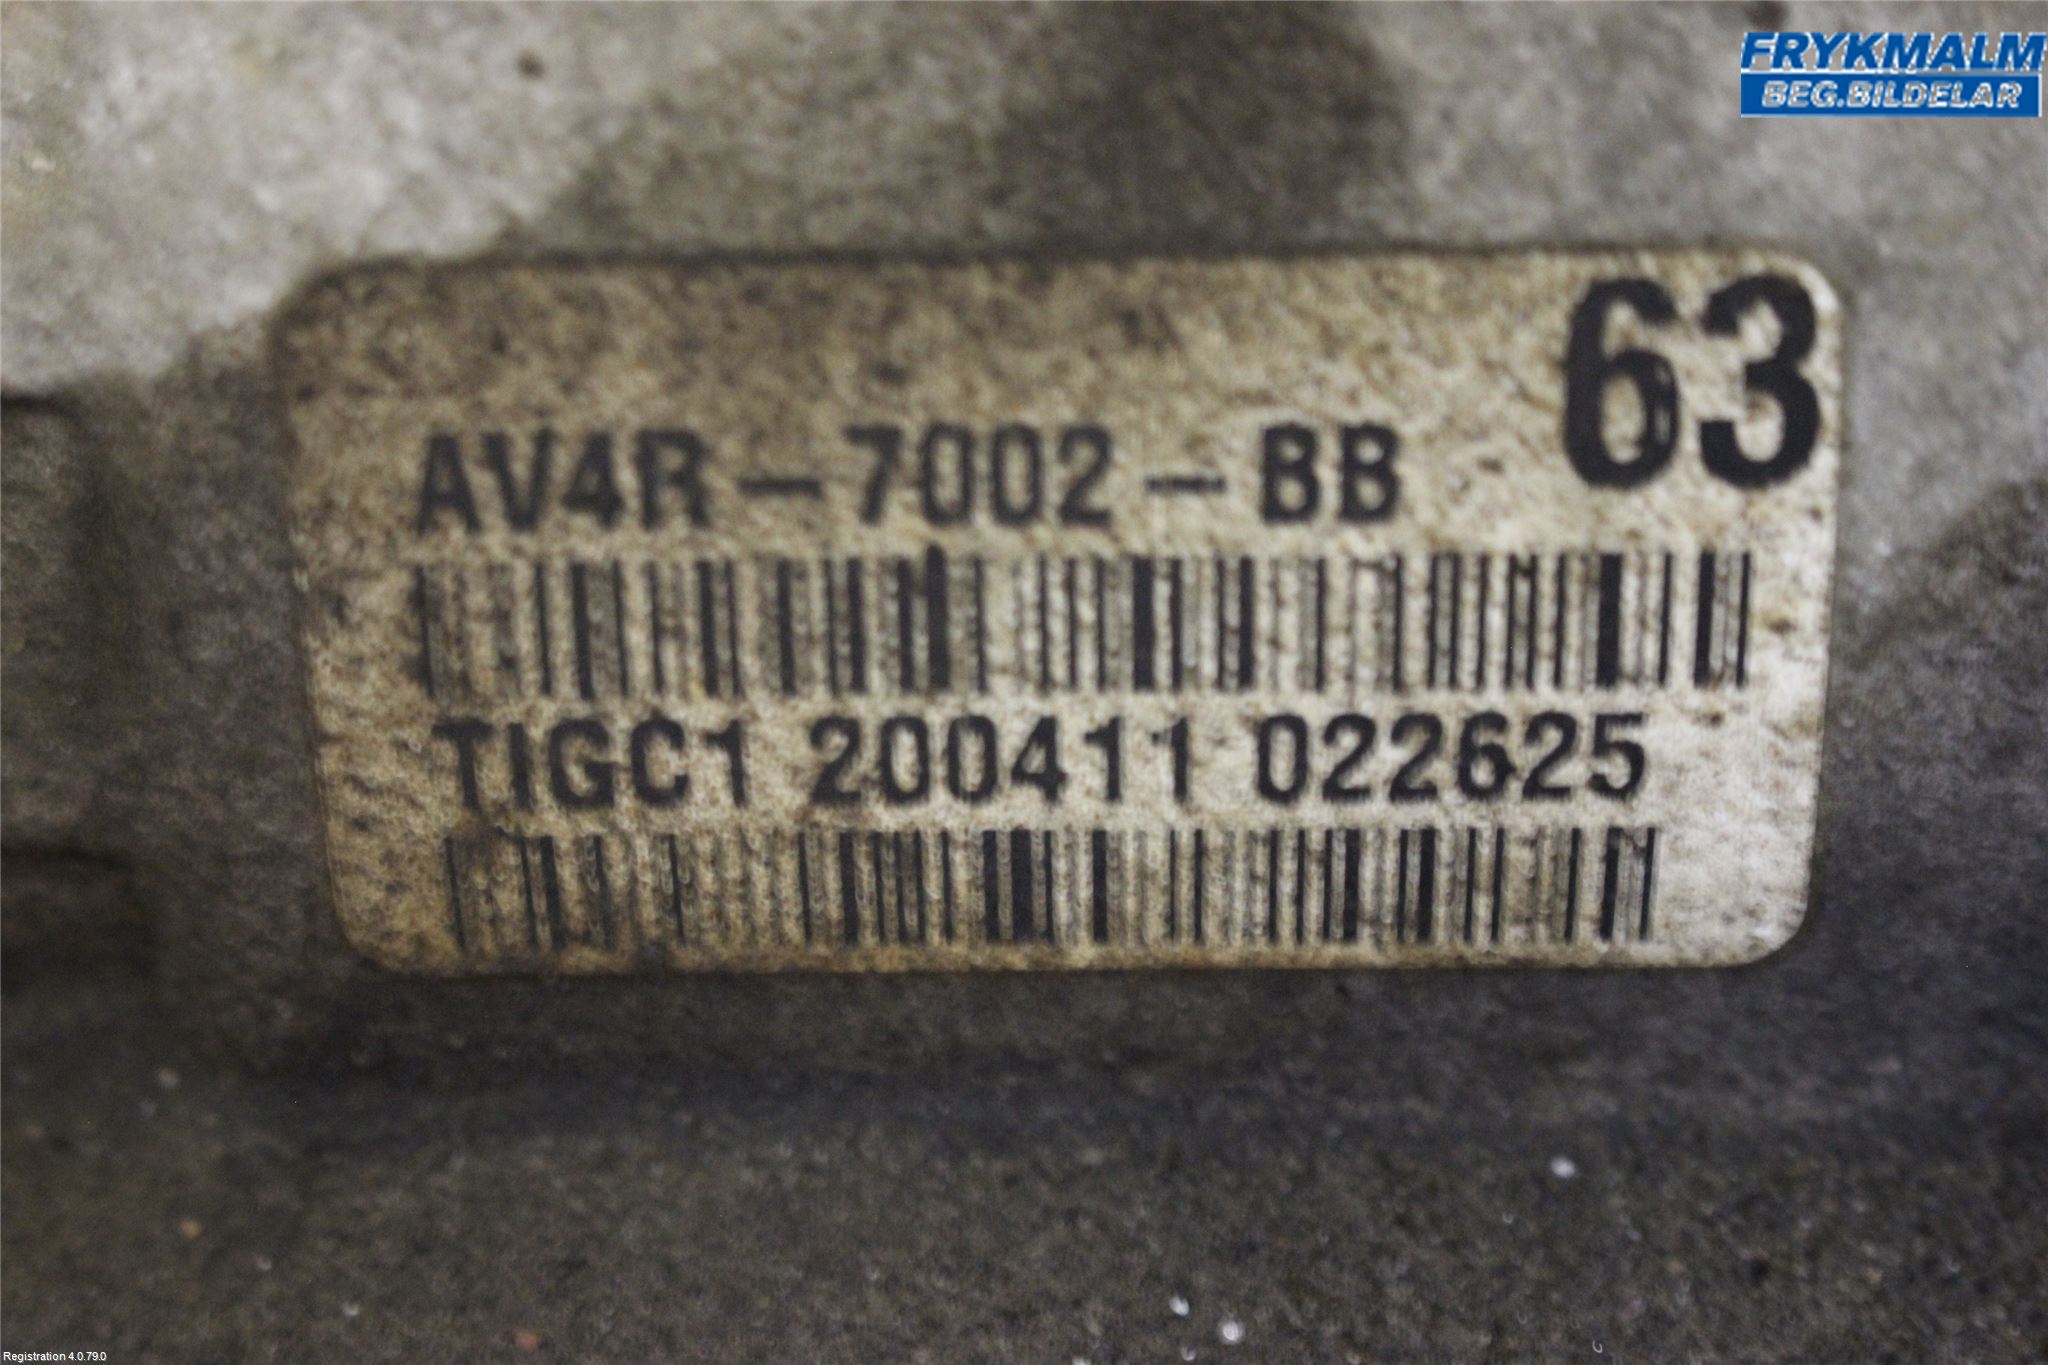 FRYKMALM
BEG.BILDELAR
63
AV4R-7002-BB
TIGC1 200411 022625
Registration 4.0.79.0